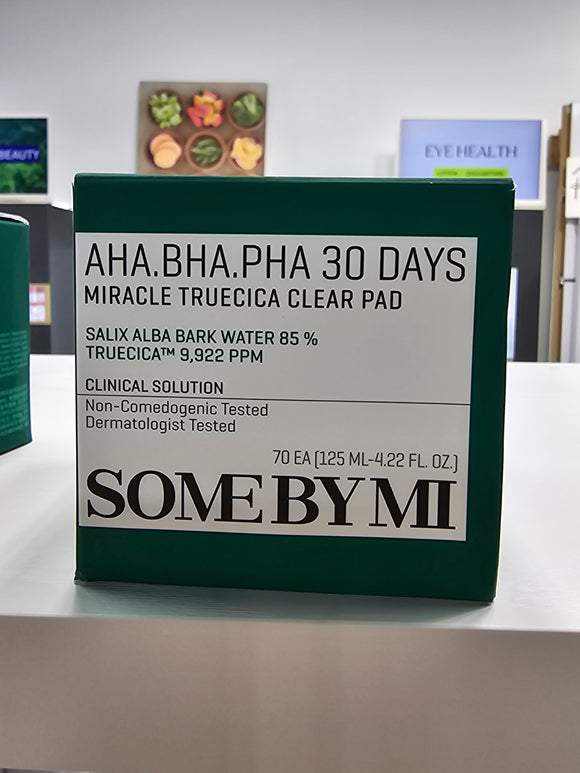 BEAUTY
EYE HEALTH
AHA.BHA.PHA 30 DAYS
MIRACLE TRUECICA CLEAR PAD
SALIX ALBA BARK WATER 85 %
TRUECICA™ 9,922 PPM
CLINICAL SOLUTION
Non-Comedogenic Tested
Dermatologist Tested
70 EA (125 ML-4.22 FL. OZ.)
SOME BY MI